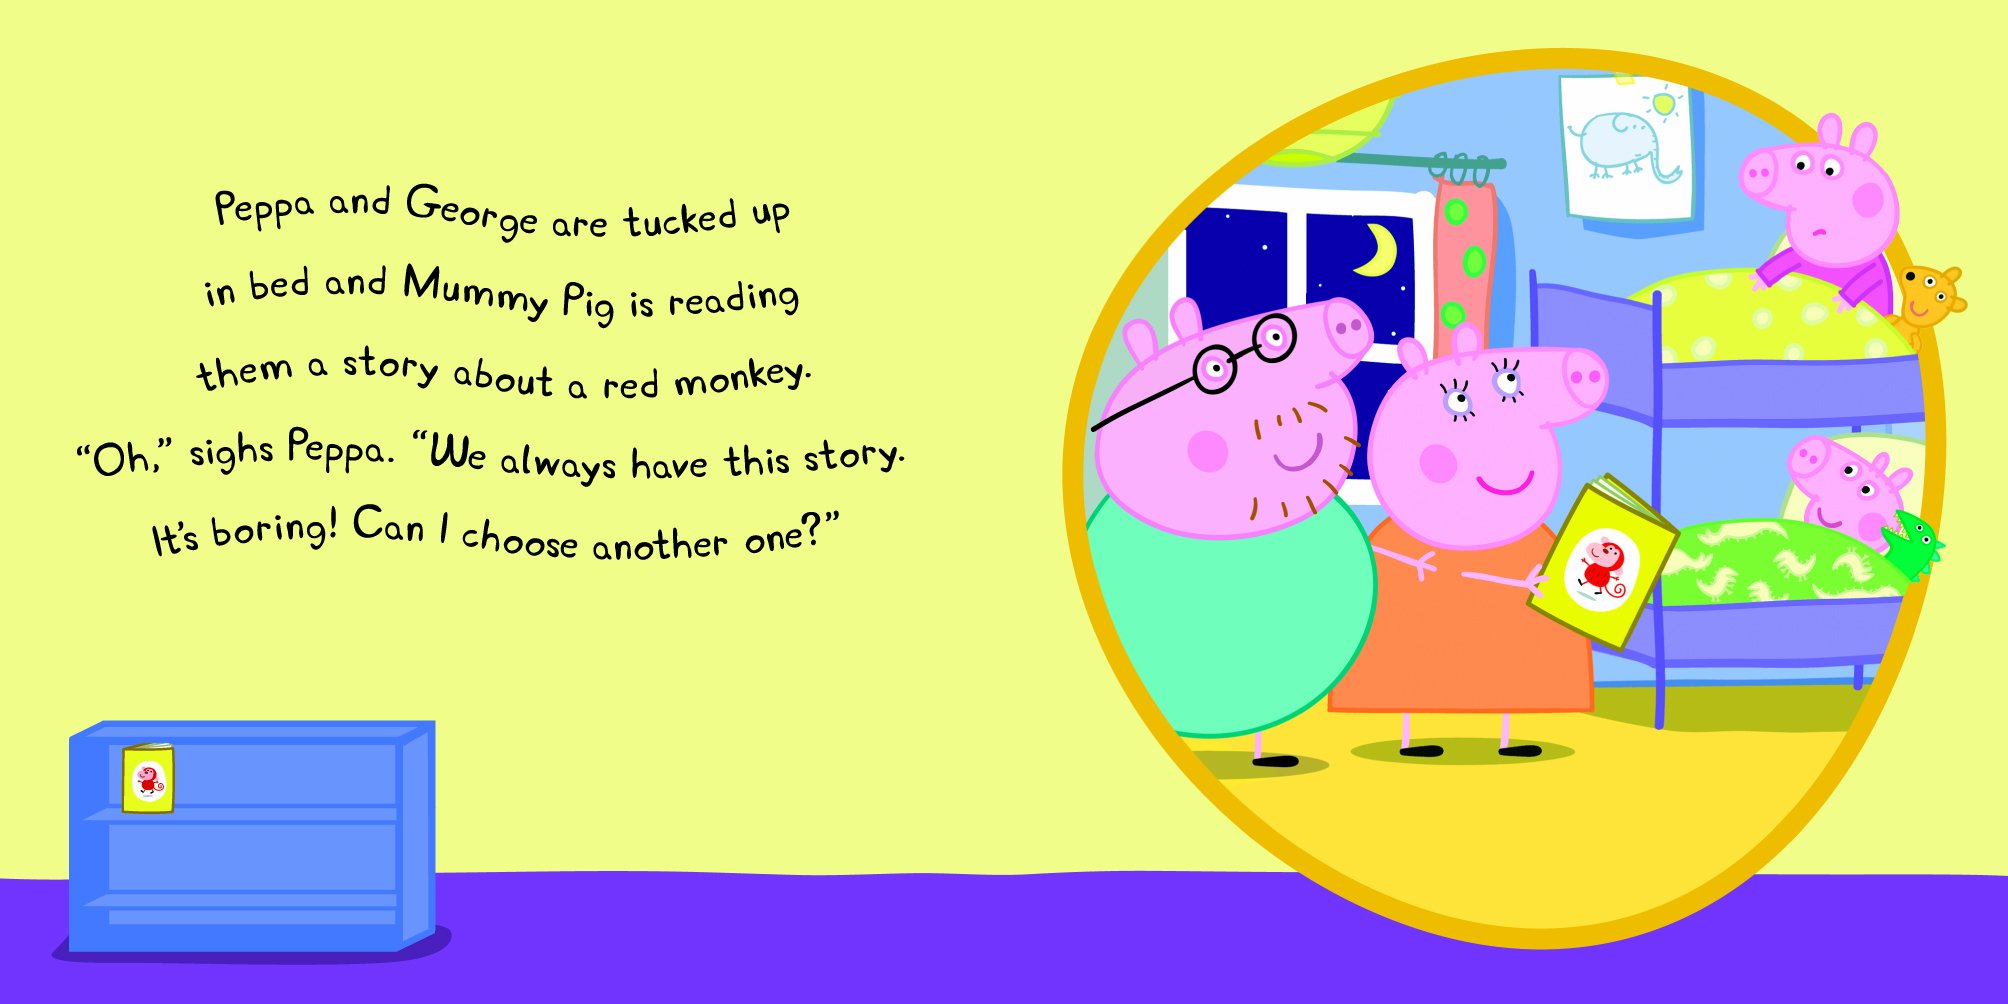 Peppa and George are tucked up
in bed and Mummy Pig is reading
them a story about a red monkey.
“Oh,” sighs Peppa. “We always have this story.
It’s boring! Can I choose another one?”